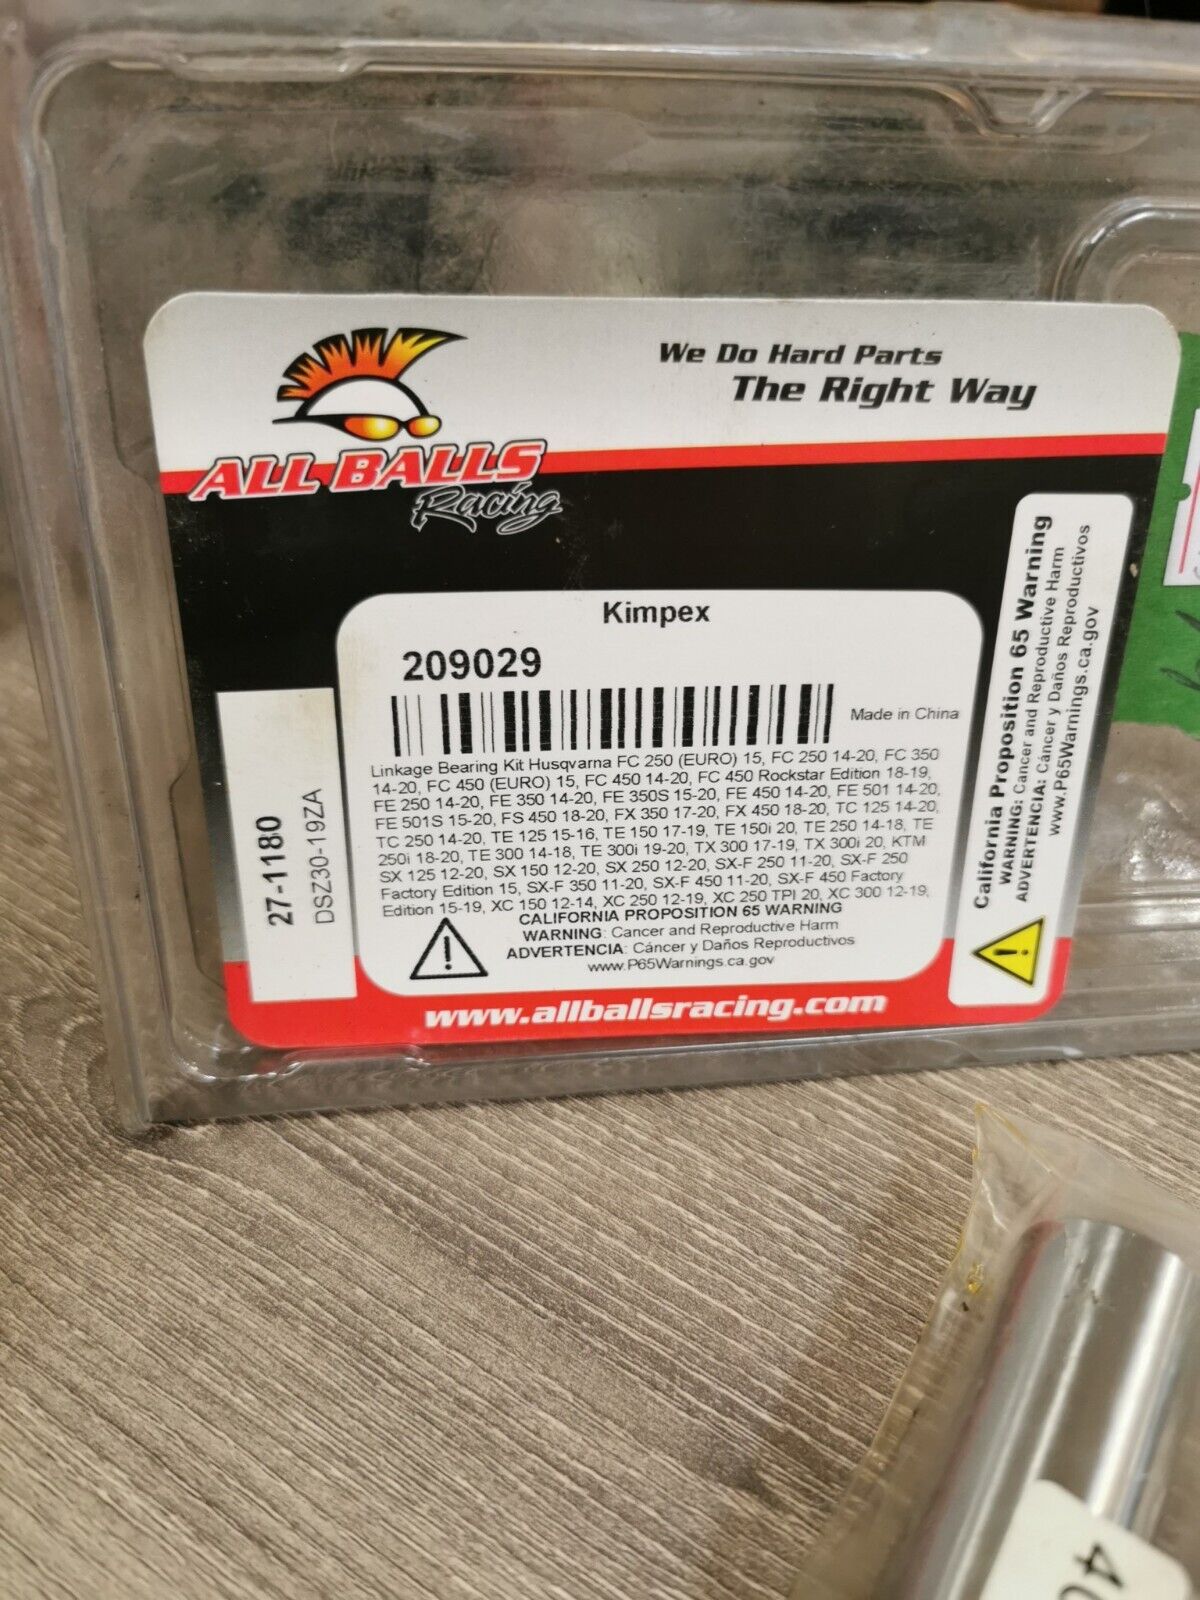 We Do Hard Parts
The Right Way
ALL BALLS
Racing
Kimpex
209029
Made in China
Linkage Bearing Kit Husqvarna FC 250 (EURO) 15, FC 250 14-20, FC 350
14-20, FC 450 (EURO) 15, FC 450 14-20, FC 450 Rockstar Edition 18-19,
FE 250 14-20, FE 350 14-20, FE 350S 15-20, FE 450 14-20, FE 501 14-20,
FE 501S 15-20, FS 450 18-20, FX 350 17-20, FX 450 18-20, TC 125 14-20,
TC 250 14-20, TE 125 15-16, TE 150 17-19, TE 150i 20, TE 250 14-18, TE
250i 18-20, TE 300 14-18, TE 300i 19-20, TX 300 17-19, TX 300i 20, KTM
SX 125 12-20, SX 150 12-20, SX 250 12-20, SX-F 250 11-20, SX-F 250
Factory Edition 15, SX-F 350 11-20, SX-F 450 11-20, SX-F 450 Factory
Edition 15-19, XC 150 12-14, XC 250 12-19, XC 250 TPI 20, XC 300 12-19,
CALIFORNIA PROPOSITION 65 WARNING
WARNING: Cancer and Reproductive Harm
ADVERTENCIA: Cáncer y Daños Reproductivos
www.P65Warnings.ca.gov
27-1180
DSZ30-19ZA
California Proposition 65 Warning
WARNING: Cancer and Reproductive Harm
ADVERTENCIA: Cáncer y Daños Reproductivos
www.P65Warnings.ca.gov
www.allballsracing.com